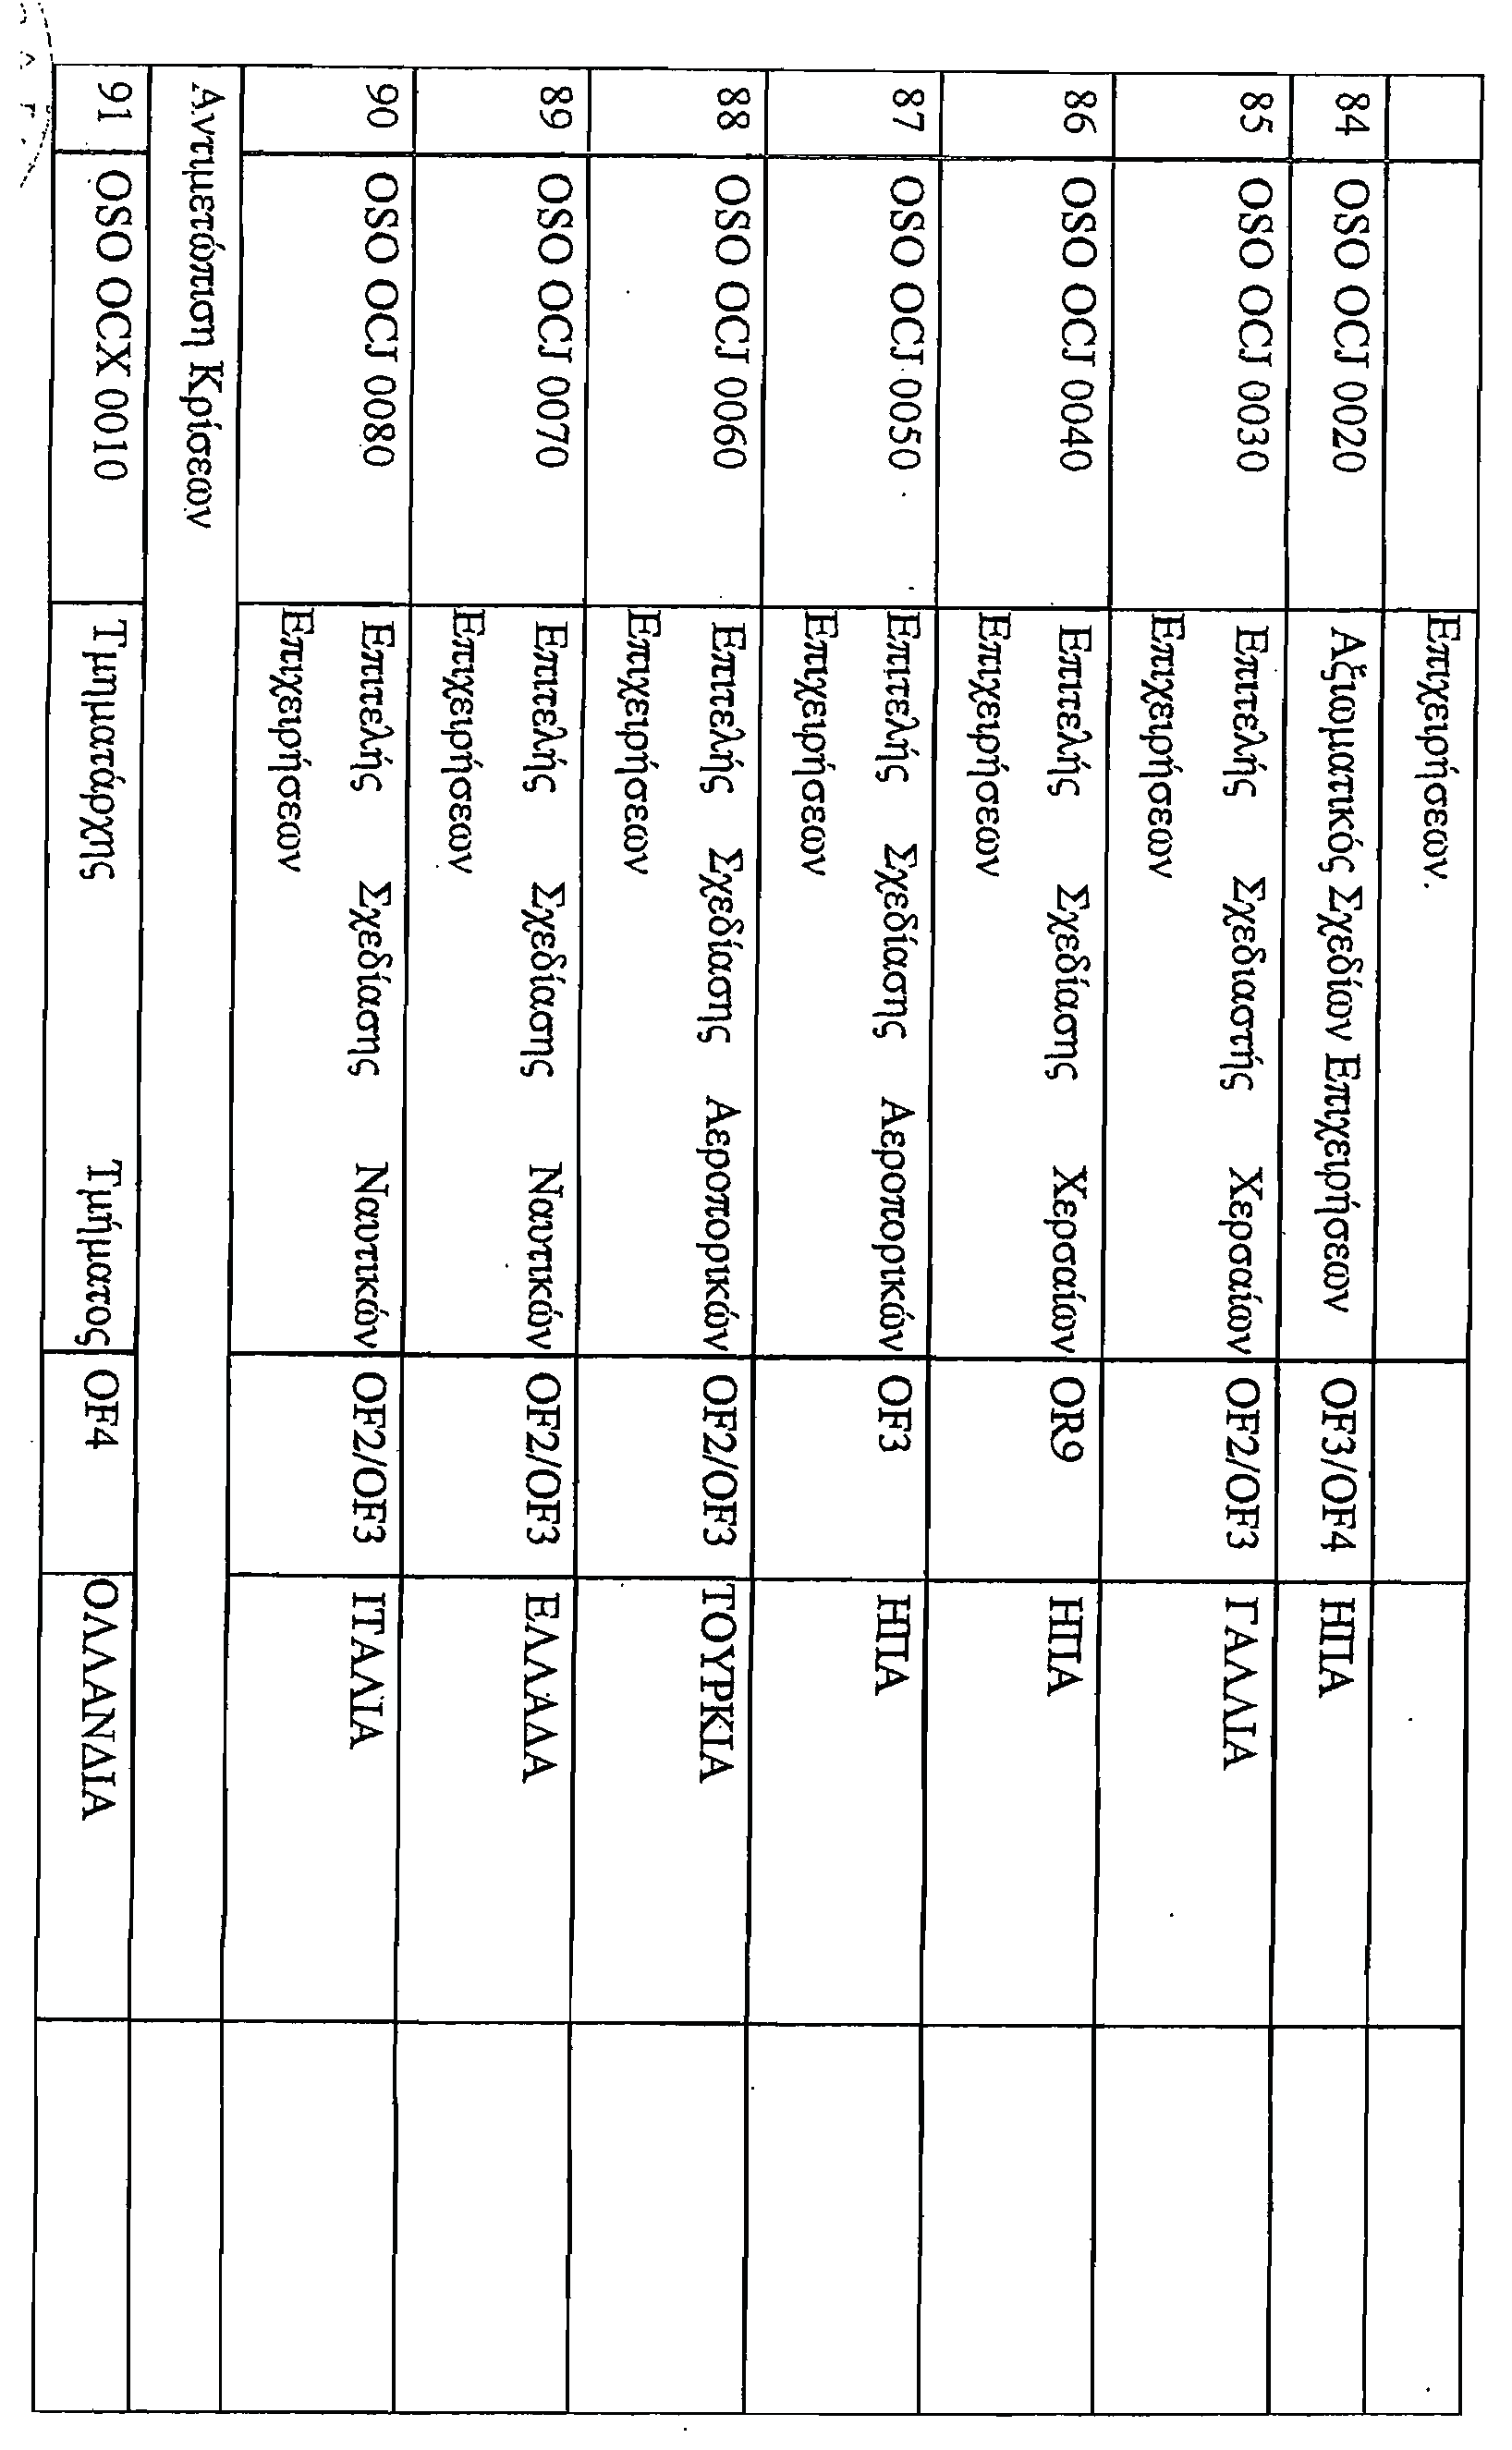 Επιχειρήσεων.
84 OSO OCJ 0020 Αξιωματικός Σχεδίων Επιχειρήσεων OF3/OF4 ΗΠΑ
85 OSO OCJ 0030 Επιτελής Σχεδιαστής Χερσαίων OF2/OF3 ΓΑΛΛΙΑ
Επιχειρήσεων
86 OSO OCJ 0040 Επιτελής Σχεδίασης Χερσαίων OR9 ΗΠΑ
Επιχειρήσεων
87 OSO OCJ 0050 Επιτελής Σχεδίασης Αεροπορικών OF3 ΗΠΑ
Επιχειρήσεων
88 OSO OCJ 0060 Επιτελής Σχεδίασης Αεροπορικών OF2/OF3 ΤΟΥΡΚΙΑ
Επιχειρήσεων
89 OSO OCJ 0070 Επιτελής Σχεδίασης Ναυτικών OF2/OF3 ΕΛΛΑΔΑ
Επιχειρήσεων
90 OSO OCJ 0080 Επιτελής Σχεδίασης Ναυτικών OF2/OF3 ΙΤΑΛΙΑ
Επιχειρήσεων
Αντιμετώπιση Κρίσεων
91 OSO OCX 0010 Τμηματάρχης Τμήματος OF4 ΟΛΛΑΝΔΙΑ